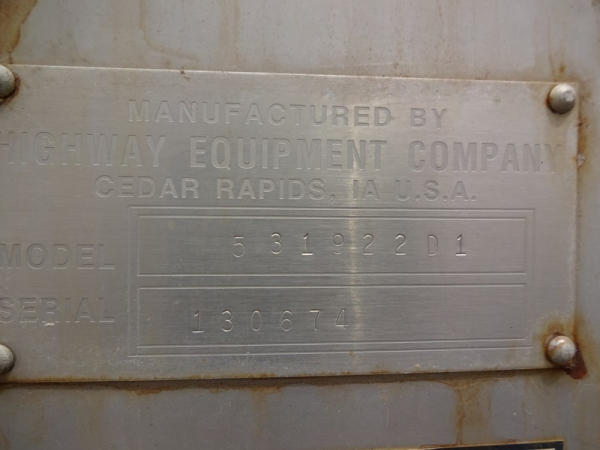 MANUFACTURED BY
HIGHWAY EQUIPMENT COMPANY
CEDAR RAPIDS, IA U.S.A.
MODEL 531922D1
SERIAL 130674